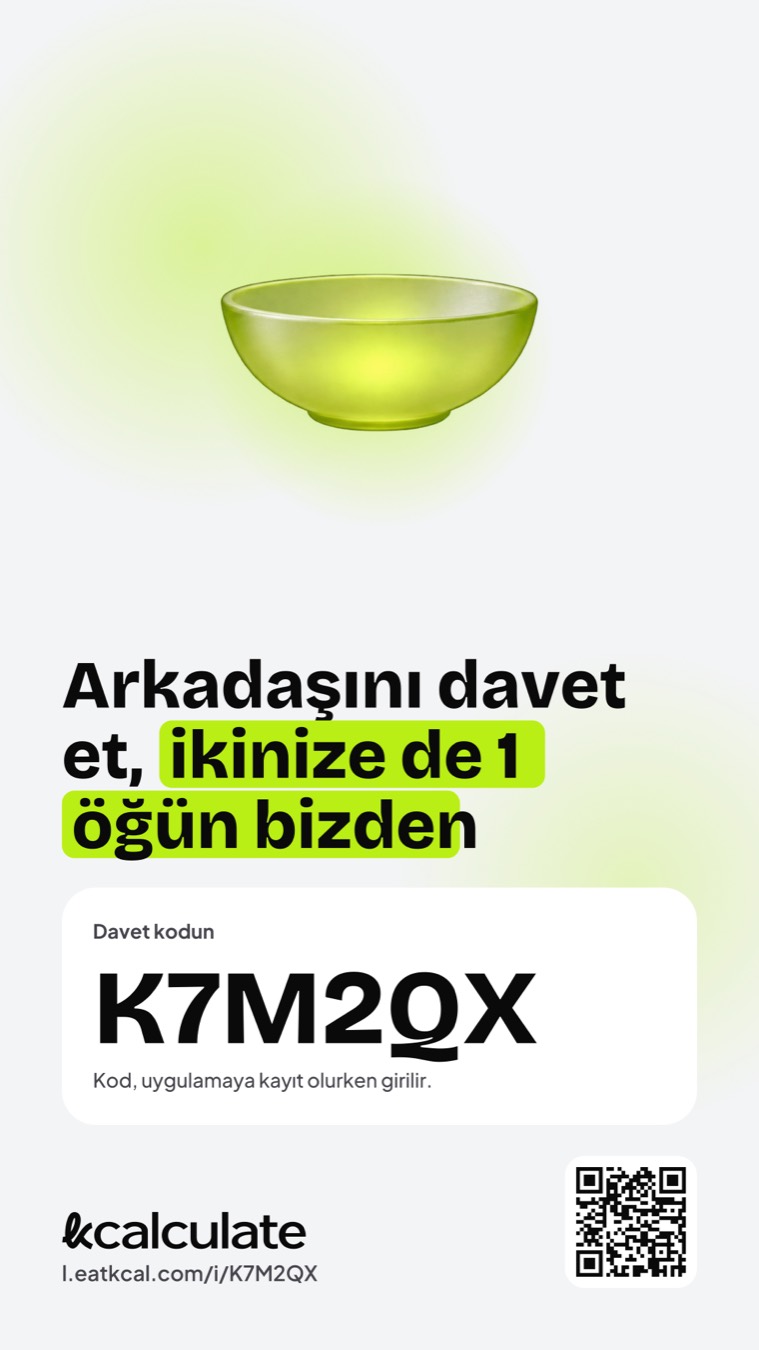 Arkadaşını davet
et, ikinize de 1
öğün bizden
Davet kodun
K7M2QX
Kod, uygulamaya kayıt olurken girilir.
kcalculate
l.eatkcal.com/i/K7M2QX